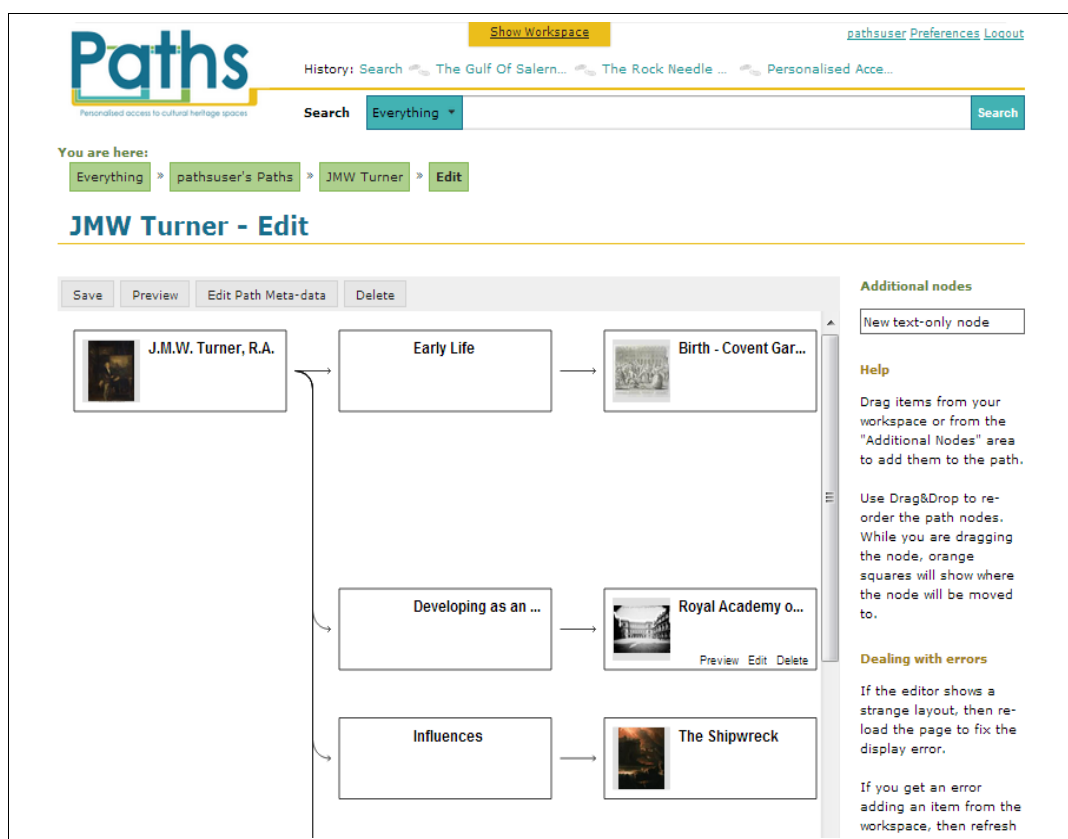 Show Workspace
pathsuser Preferences Logout
Paths
Personalised access to cultural heritage spaces
History: Search The Gulf Of Salern... The Rock Needle ... Personalised Acce...
Search Everything Search
You are here:
Everything » pathsuser's Paths » JMW Turner » Edit
JMW Turner - Edit
Save Preview Edit Path Meta-data Delete
J.M.W. Turner, R.A.
Early Life
Birth - Covent Gar...
Developing as an ...
Royal Academy o...
Preview Edit Delete
Influences
The Shipwreck
Additional nodes
New text-only node
Help
Drag items from your
workspace or from the
"Additional Nodes" area
to add them to the path.
Use Drag&Drop to re-
order the path nodes.
While you are dragging
the node, orange
squares will show where
the node will be moved
to.
Dealing with errors
If the editor shows a
strange layout, then re-
load the page to fix the
display error.
If you get an error
adding an item from the
workspace, then refresh